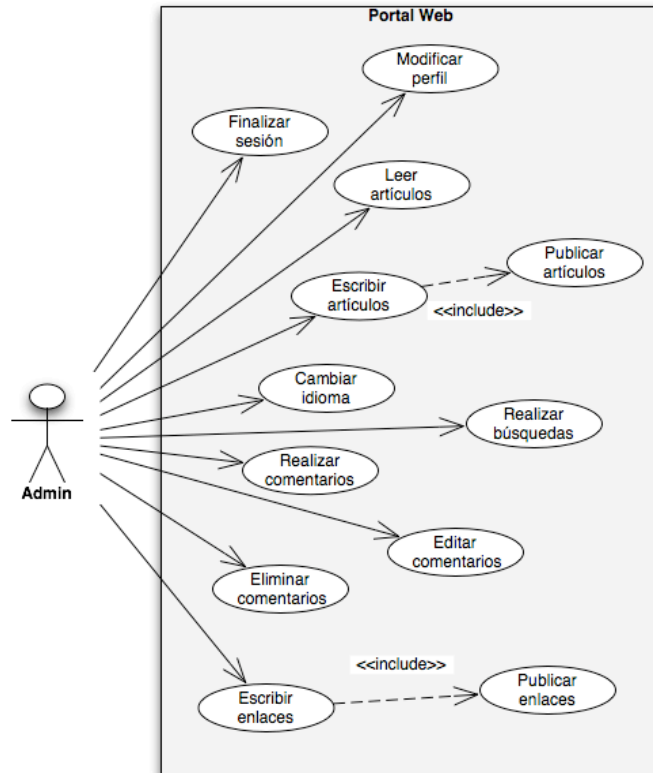 Portal Web
Modificar
perfil
Finalizar
sesión
Leer
artículos
Publicar
artículos
Escribir
artículos
<<include>>
Cambiar
idioma
Realizar
búsquedas
Realizar
comentarios
Admin
Editar
comentarios
Eliminar
comentarios
<<include>>
Publicar
enlaces
Escribir
enlaces